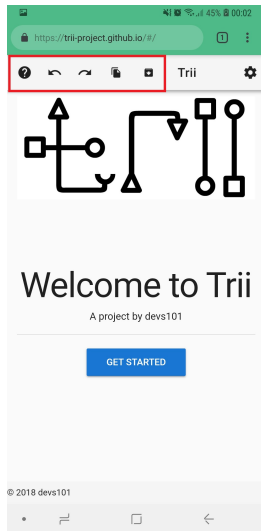 45% 00:02
https://trii-project.github.io/#/ 1
? Trii
Welcome to Trii
A project by devs101
GET STARTED
© 2018 devs101